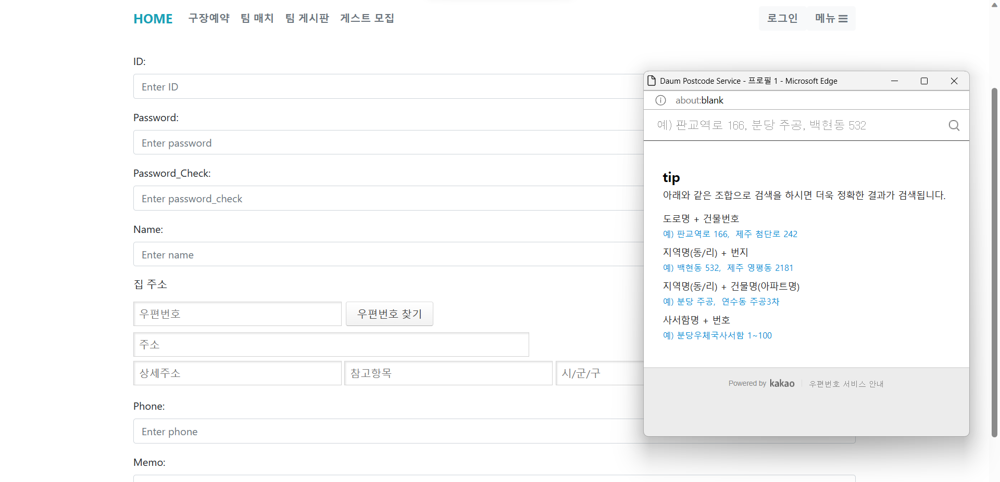 HOME 구장예약 팀 매치 팀 게시판 게스트 모집 로그인 메뉴
ID:
Enter ID
Password:
Enter password
Password_Check:
Enter password_check
Name:
Enter name
집 주소
우편번호 우편번호 찾기
주소
상세주소 참고항목 시/군/구
Phone:
Enter phone
Memo:
Daum Postcode Service - 프로필 1 - Microsoft Edge
about:blank
예) 판교역로 166, 분당 주공, 백현동 532
tip
아래와 같은 조합으로 검색을 하시면 더욱 정확한 결과가 검색됩니다.
도로명 + 건물번호
예) 판교역로 166, 제주 첨단로 242
지역명(동/리) + 번지
예) 백현동 532, 제주 영평동 2181
지역명(동/리) + 건물명(아파트명)
예) 분당 주공, 연수동 주공3차
사서함명 + 번호
예) 분당우체국사서함 1~100
Powered by kakao 우편번호 서비스 안내